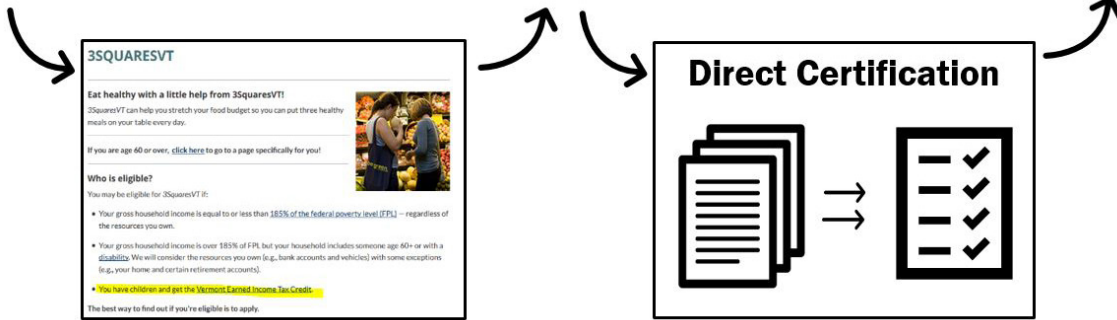 3SQUARESVT
Eat healthy with a little help from 3SquaresVT!
3SquaresVT can help you stretch your food budget so you can put three healthy
meals on your table every day.
If you are age 60 or over, click here to go to a page specifically for you!
Who is eligible?
You may be eligible for 3SquaresVT if:
• Your gross household income is equal to or less than 185% of the federal poverty level (FPL) — regardless of
the resources you own.
• Your gross household income is over 185% of FPL but your household includes someone age 60+ or with a
disability. We will consider the resources you own (e.g., bank accounts and vehicles) with some exceptions
(e.g., your home and certain retirement accounts).
• You have children and get the Vermont Earned Income Tax Credit.
The best way to find out if you're eligible is to apply.
Direct Certification